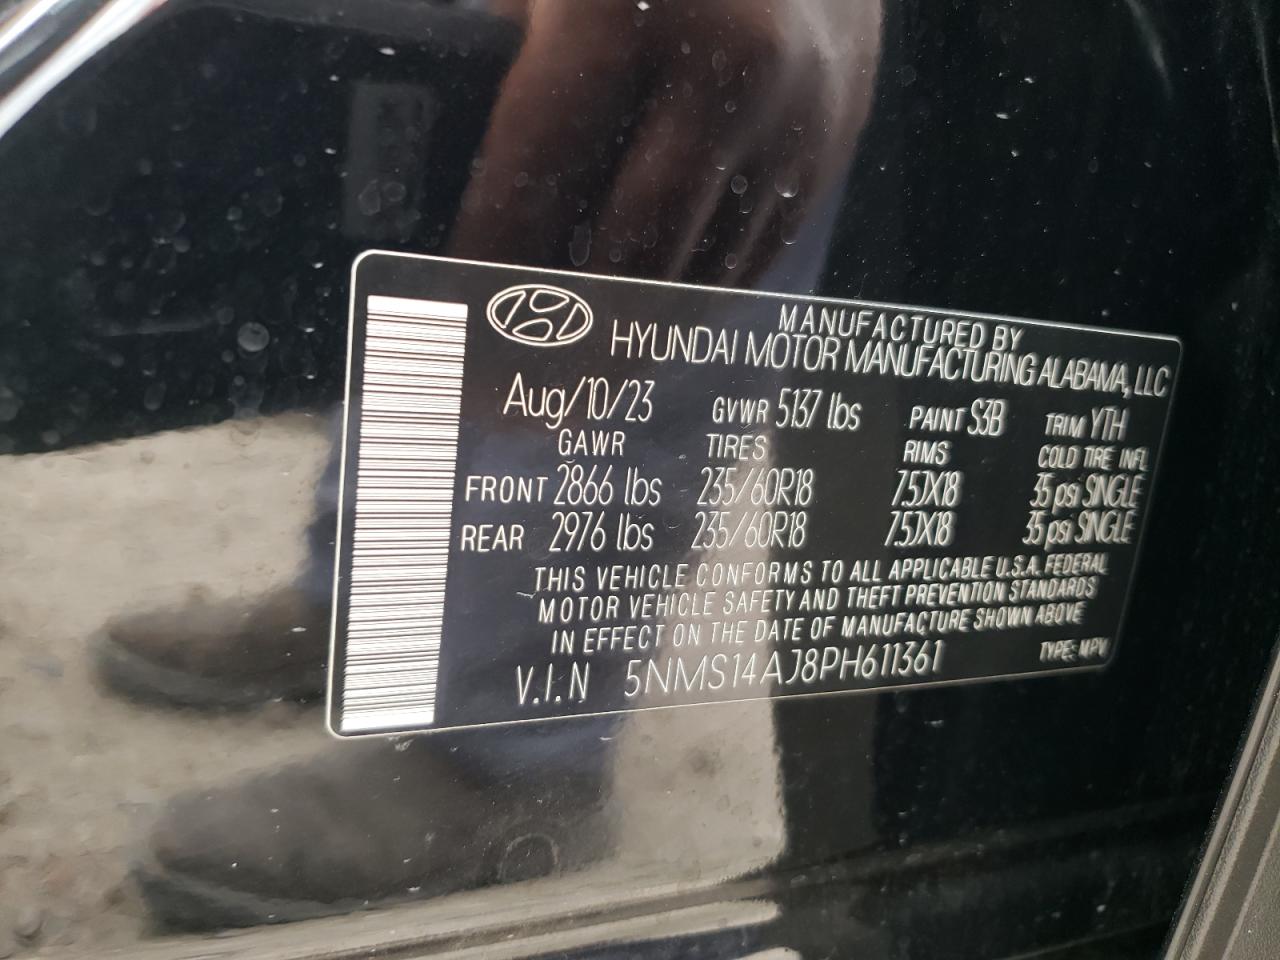 MANUFACTURED BY
HYUNDAI MOTOR MANUFACTURING ALABAMA, LLC
Aug/10/23 GVWR 5137 lbs PAINT S3B TRIM YTH
GAWR TIRES RIMS COLD TIRE INFL
FRONT 2866 lbs 235/60R18 7.5JX18 35 psi SINGLE
REAR 2976 lbs 235/60R18 7.5JX18 35 psi SINGLE
THIS VEHICLE CONFORMS TO ALL APPLICABLE U.S.A. FEDERAL
MOTOR VEHICLE SAFETY AND THEFT PREVENTION STANDARDS
IN EFFECT ON THE DATE OF MANUFACTURE SHOWN ABOVE
V.I.N 5NMS14AJ8PH611361 TYPE: MPV